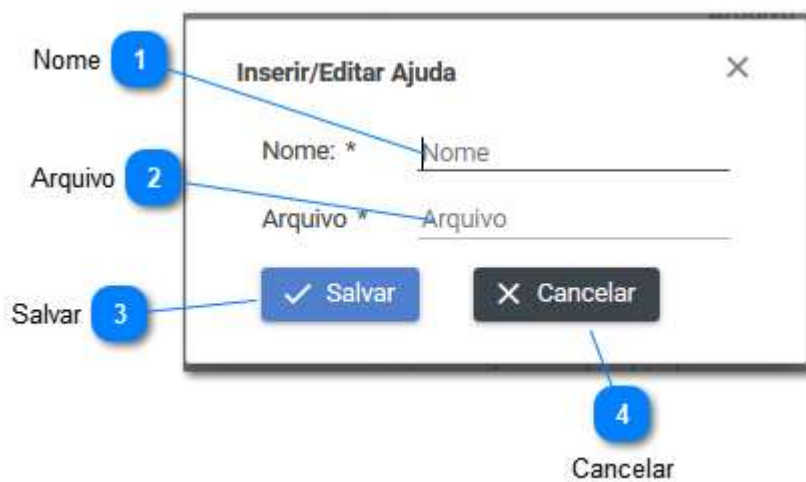 Nome 1
Inserir/Editar Ajuda
Nome: * Nome
Arquivo 2
Arquivo * Arquivo
Salvar 3
Salvar Cancelar
4
Cancelar